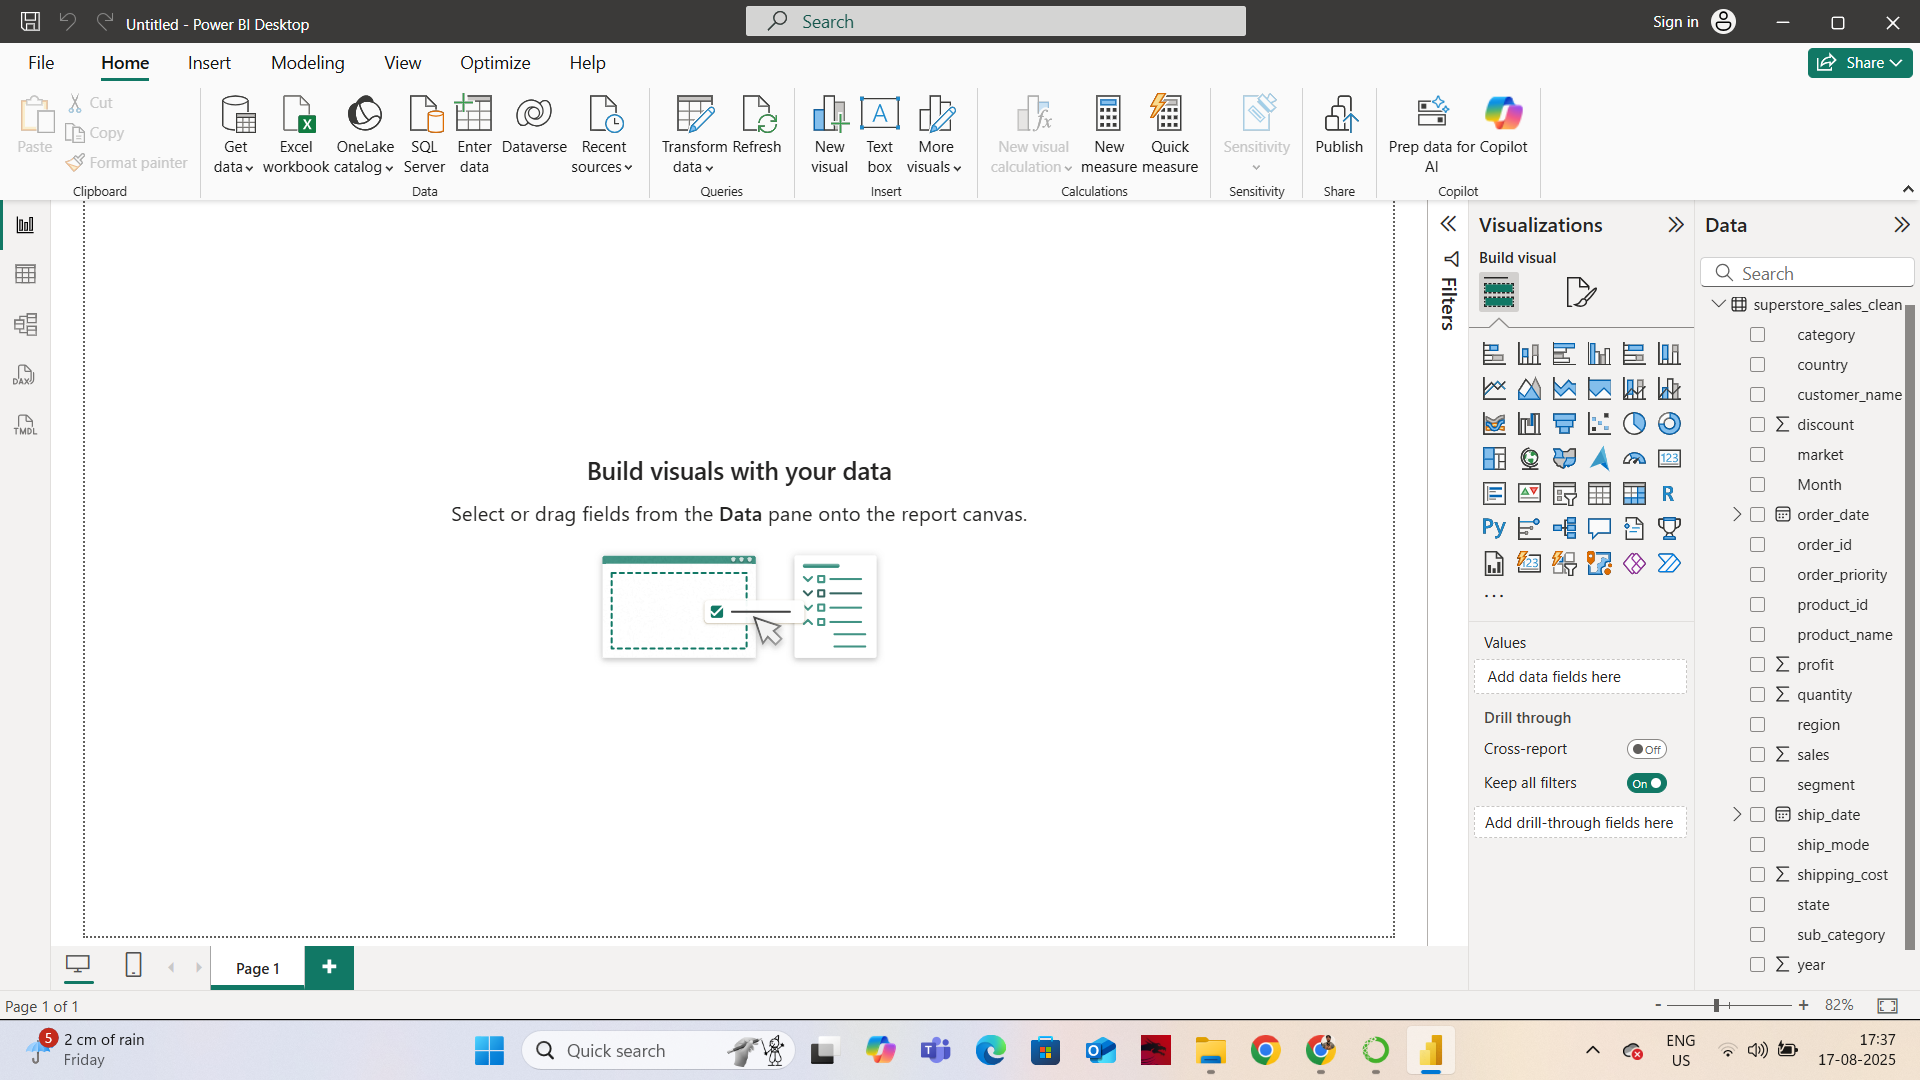 Untitled - Power BI Desktop
Search
Sign in
File
Home
Insert
Modeling
View
Optimize
Help
Share
Paste
Cut
Copy
Format painter
Clipboard
Get data
Excel workbook
OneLake catalog
SQL Server
Enter data
Dataverse
Recent sources
Data
Transform data
Refresh
Queries
New visual
Text box
More visuals
Insert
New visual calculation
New measure
Quick measure
Calculations
Sensitivity
Sensitivity
Publish
Share
Prep data for AI
Copilot
Copilot
DAX
TMDL
Build visuals with your data
Select or drag fields from the Data pane onto the report canvas.
Filters
Visualizations
Build visual
123
R
Py
123
...
Values
Add data fields here
Drill through
Cross-report
Off
Keep all filters
On
Add drill-through fields here
Data
Search
superstore_sales_clean
category
country
customer_name
discount
market
Month
order_date
order_id
order_priority
product_id
product_name
profit
quantity
region
sales
segment
ship_date
ship_mode
shipping_cost
state
sub_category
year
Page 1
Page 1 of 1
- + 82%
5
2 cm of rain
Friday
Quick search
ENG
US
17:37
17-08-2025